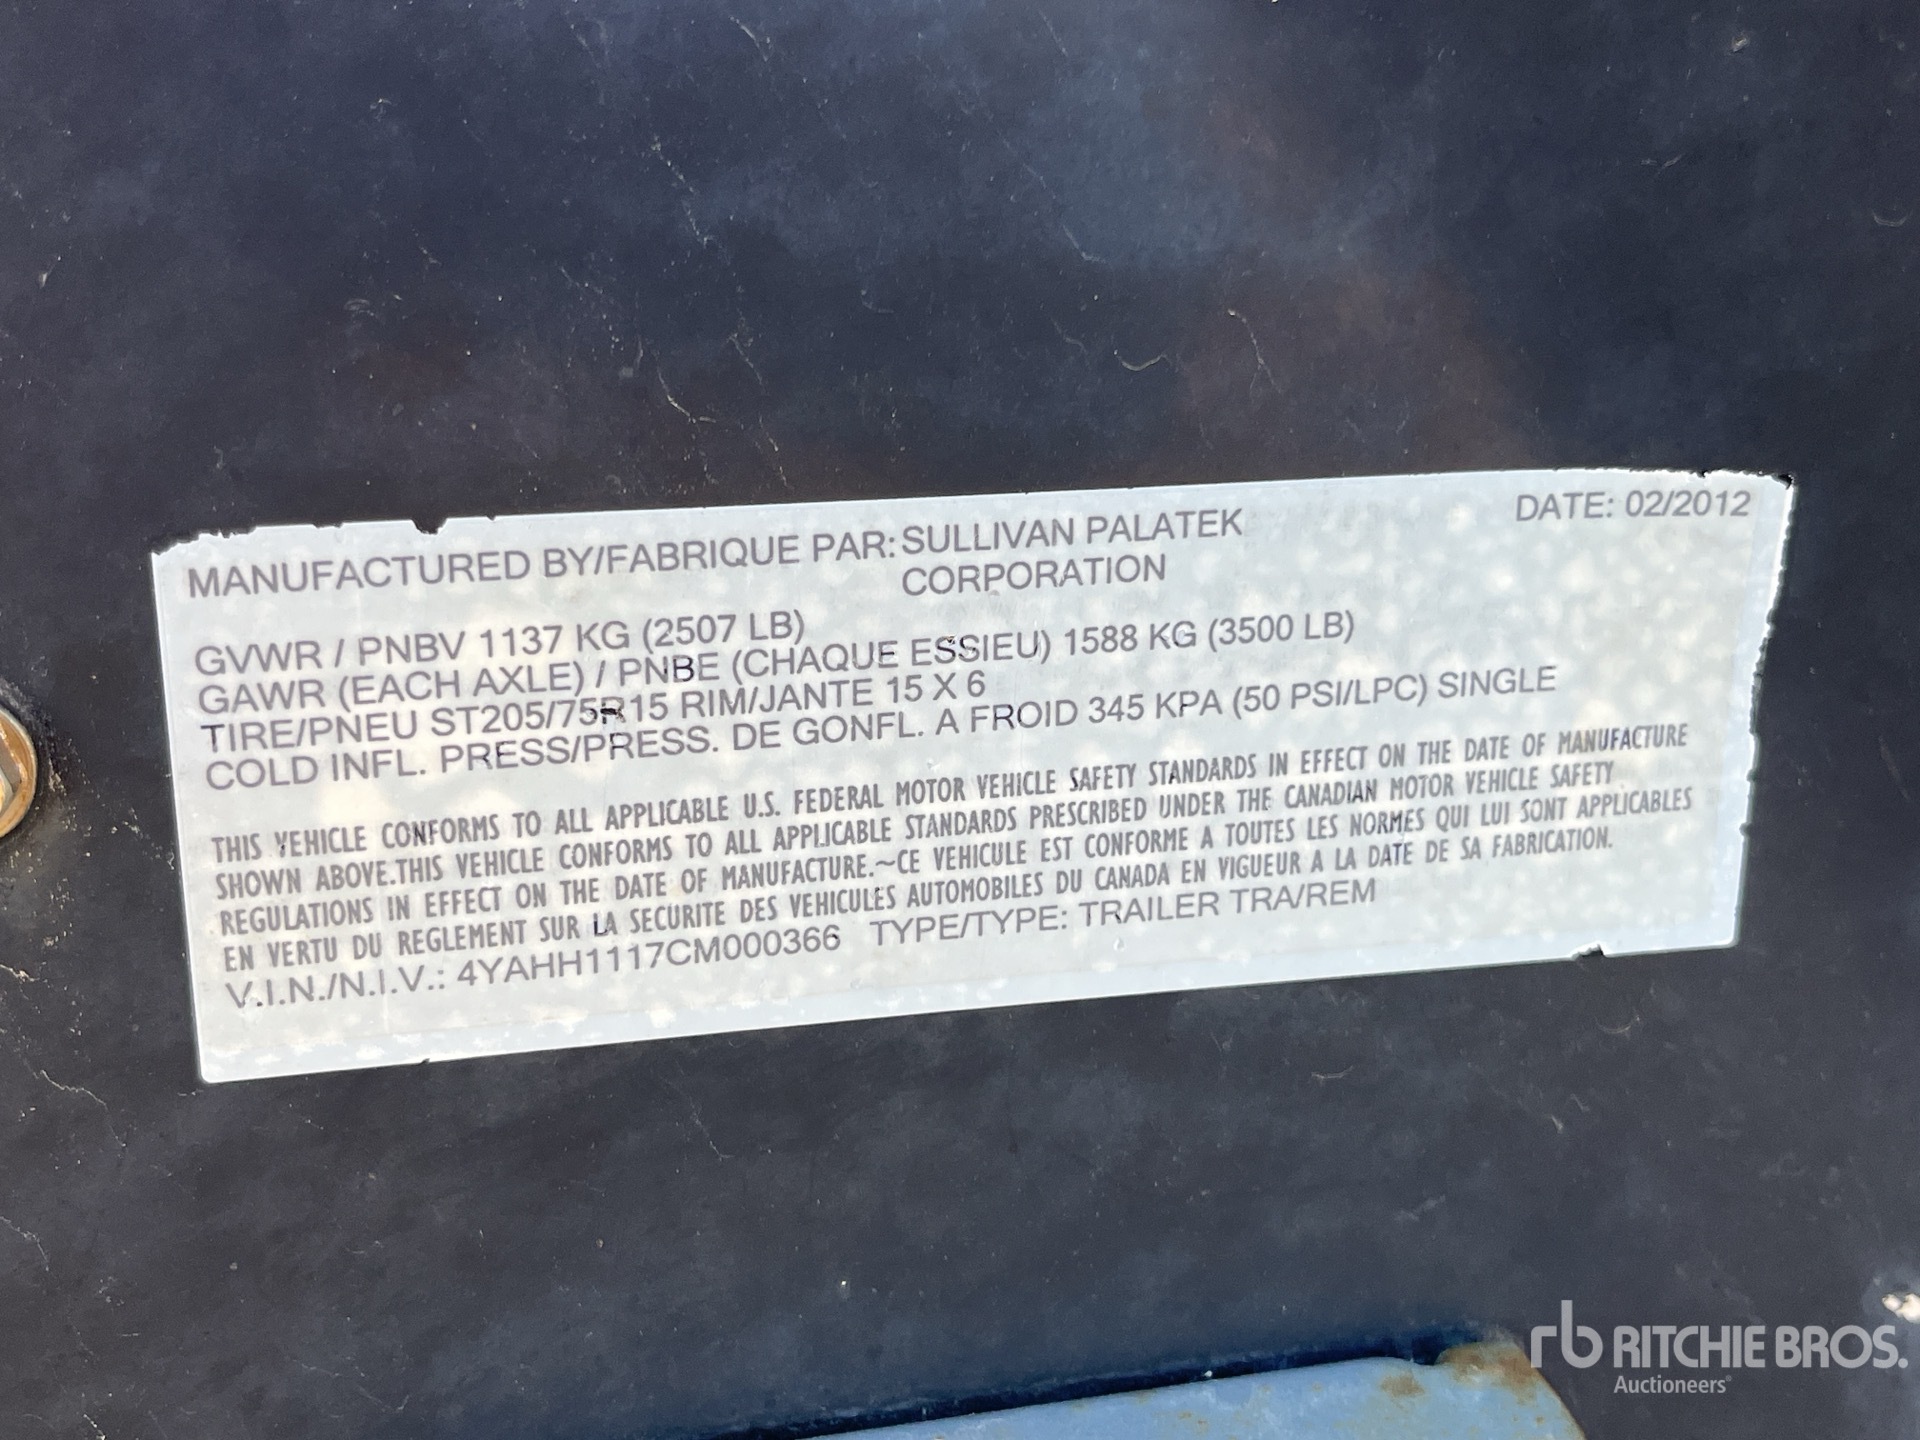 MANUFACTURED BY/FABRIQUE PAR: SULLIVAN PALATEK CORPORATION
DATE: 02/2012
GVWR / PNBV 1137 KG (2507 LB)
GAWR (EACH AXLE) / PNBE (CHAQUE ESSIEU) 1588 KG (3500 LB)
TIRE/PNEU ST205/75R15 RIM/JANTE 15 X 6
COLD INFL. PRESS/PRESS. DE GONFL. A FROID 345 KPA (50 PSI/LPC) SINGLE
THIS VEHICLE CONFORMS TO ALL APPLICABLE U.S. FEDERAL MOTOR VEHICLE SAFETY STANDARDS IN EFFECT ON THE DATE OF MANUFACTURE
SHOWN ABOVE.THIS VEHICLE CONFORMS TO ALL APPLICABLE STANDARDS PRESCRIBED UNDER THE CANADIAN MOTOR VEHICLE SAFETY
REGULATIONS IN EFFECT ON THE DATE OF MANUFACTURE.~CE VEHICULE EST CONFORME A TOUTES LES NORMES QUI LUI SONT APPLICABLES
EN VERTU DU REGLEMENT SUR LA SECURITE DES VEHICULES AUTOMOBILES DU CANADA EN VIGUEUR A LA DATE DE SA FABRICATION.
V.I.N./N.I.V.: 4YAHH1117CM000366 TYPE/TYPE: TRAILER TRA/REM
rb RITCHIE BROS.
Auctioneers